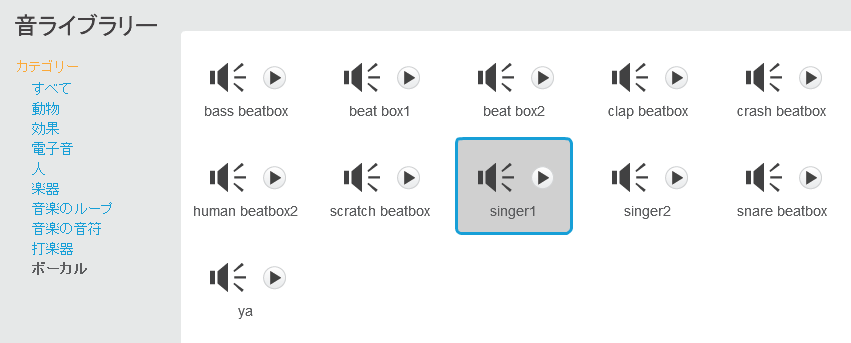 音ライブラリー
カテゴリー
すべて
動物
効果
電子音
人
楽器
音楽のループ
音楽の音符
打楽器
ボーカル
bass beatbox
beat box1
beat box2
clap beatbox
crash beatbox
human beatbox2
scratch beatbox
singer1
singer2
snare beatbox
ya